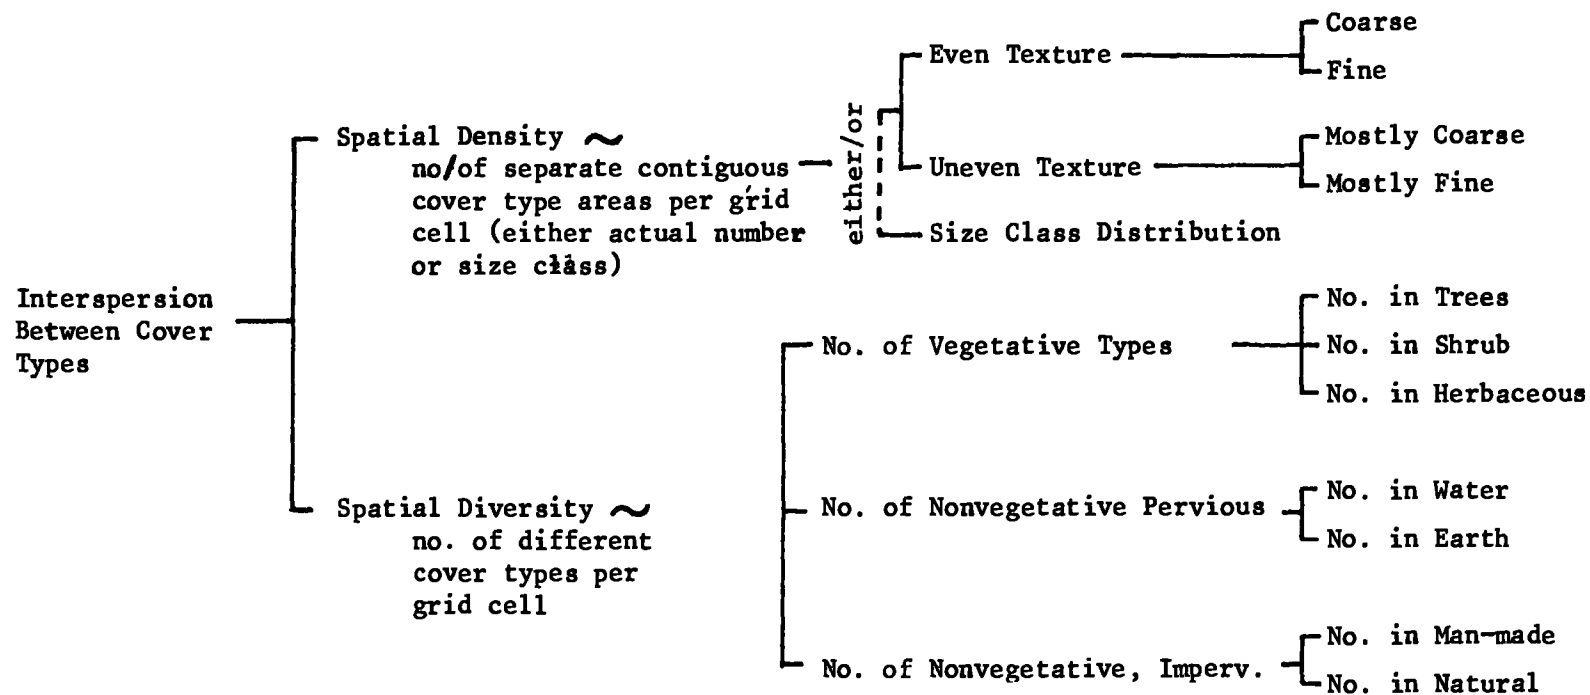 Interspersion
Between Cover
Types
Spatial Density ~
no/of separate contiguous
cover type areas per grid
cell (either actual number
or size class)
either/or
Even Texture
Coarse
Fine
Uneven Texture
Mostly Coarse
Mostly Fine
Size Class Distribution
Spatial Diversity ~
no. of different
cover types per
grid cell
No. of Vegetative Types
No. in Trees
No. in Shrub
No. in Herbaceous
No. of Nonvegetative Pervious
No. in Water
No. in Earth
No. of Nonvegetative, Imperv.
No. in Man-made
No. in Natural